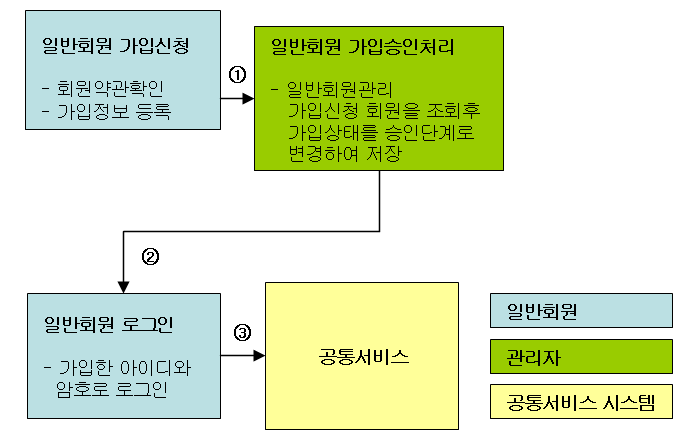 일반회원 가입신청
- 회원약관확인
- 가입정보 등록
①
일반회원 가입승인처리
- 일반회원관리
가입신청 회원을 조회후
가입상태를 승인단계로
변경하여 저장
②
일반회원 로그인
- 가입한 아이디와
암호로 로그인
③
공통서비스
일반회원
관리자
공통서비스 시스템